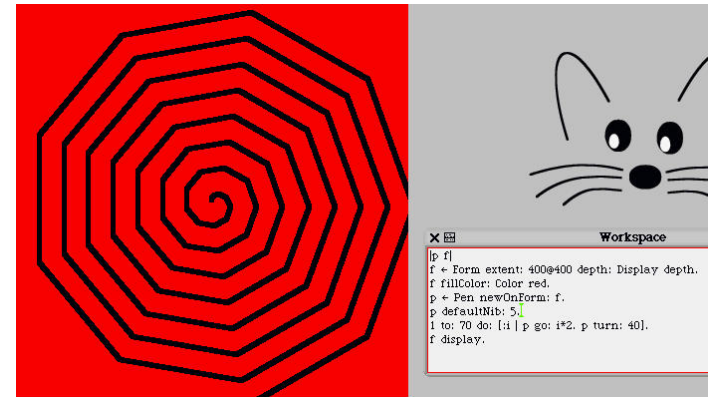 Workspace
|p f|
f ← Form extent: 400@400 depth: Display depth.
f fillColor: Color red.
p ← Pen newOnForm: f.
p defaultNib: 5.
1 to: 70 do: [:i | p go: i*2. p turn: 40].
f display.